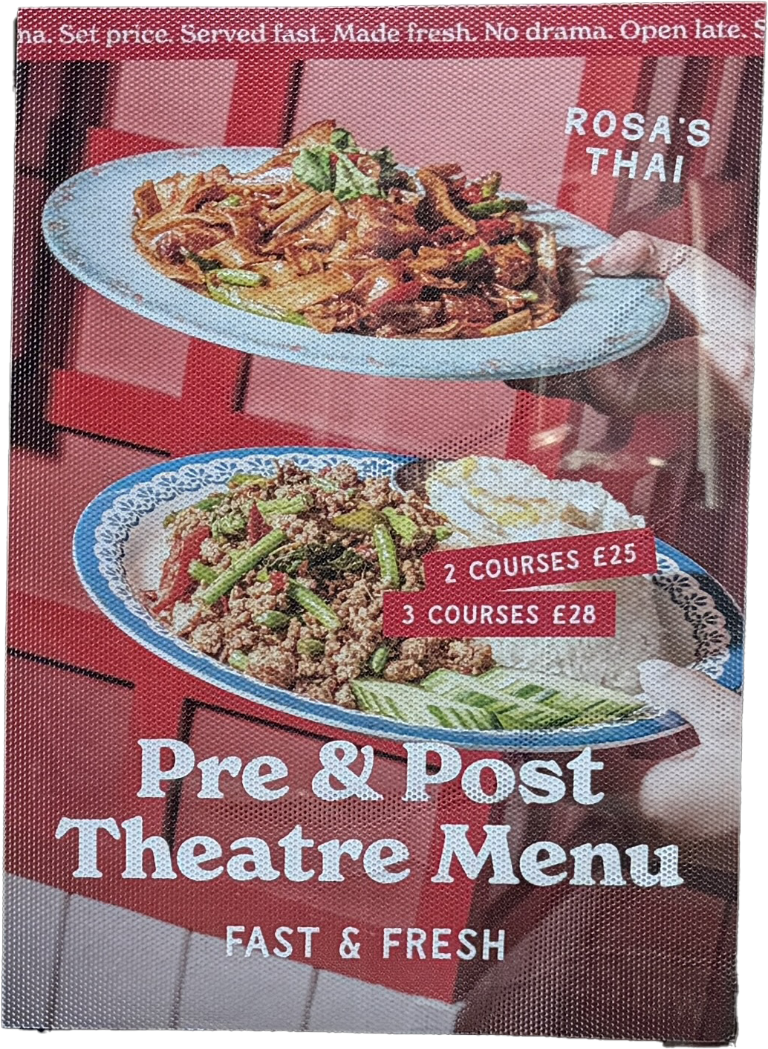 na. Set price. Served fast. Made fresh. No drama. Open late. S
ROSA'S
THAI
2 COURSES £25
3 COURSES £28
Pre & Post
Theatre Menu
FAST & FRESH